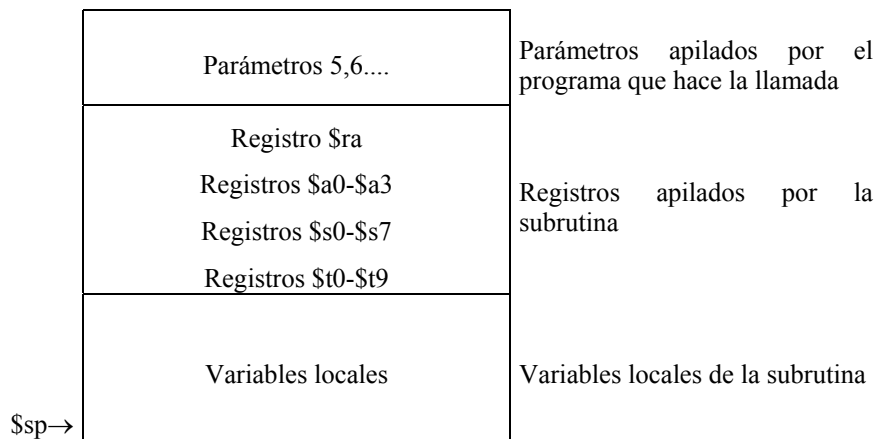 Parámetros 5,6....
Parámetros apilados por el
programa que hace la llamada
Registro $ra
Registros $a0-$a3
Registros $s0-$s7
Registros $t0-$t9
Registros apilados por la
subrutina
Variables locales
Variables locales de la subrutina
$sp→